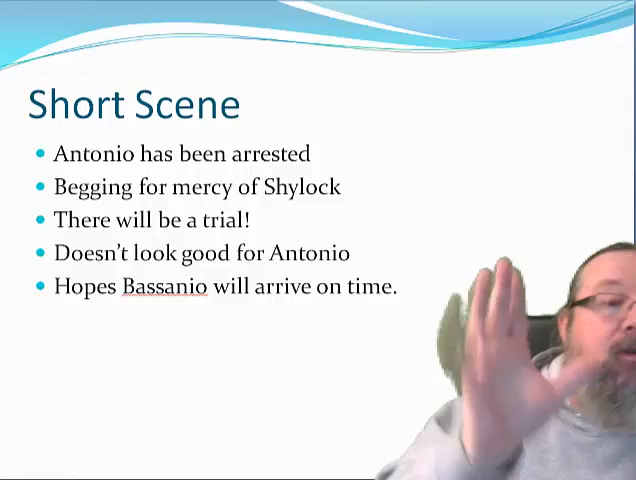 Short Scene
Antonio has been arrested
Begging for mercy of Shylock
There will be a trial!
Doesn't look good for Antonio
Hopes Bassanio will arrive on time.